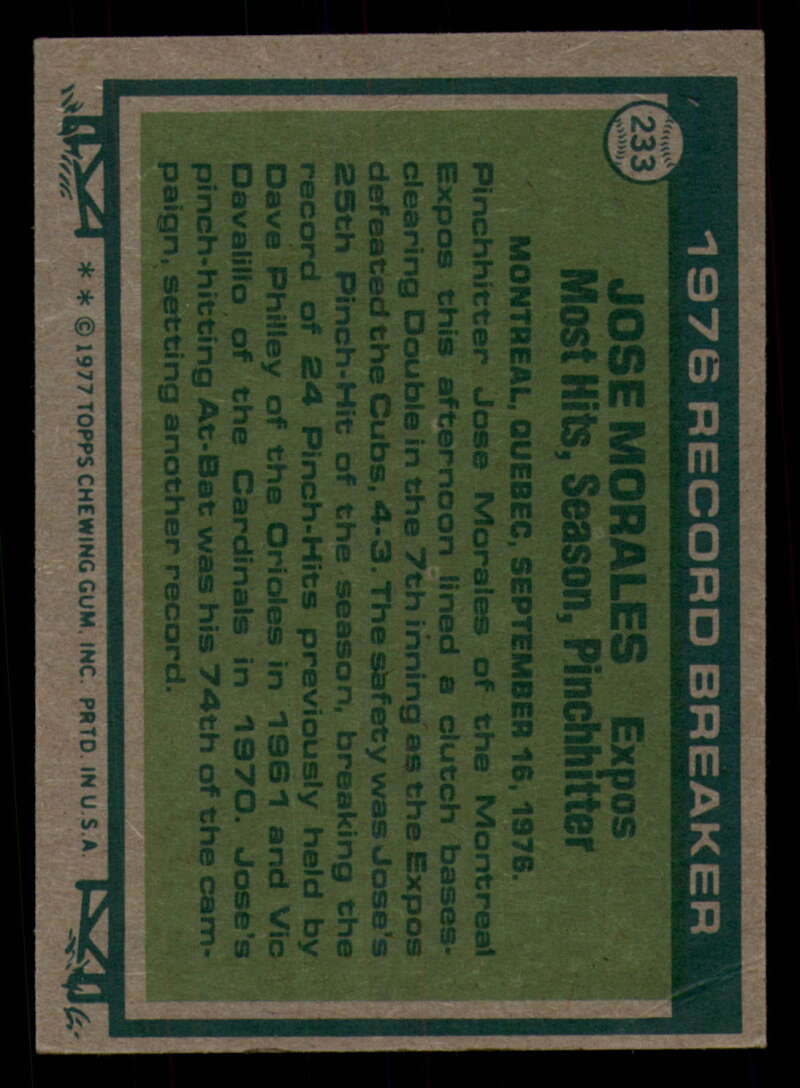 233
1976 RECORD BREAKER
JOSE MORALES Expos
Most Hits, Season, Pinchhitter
MONTREAL, QUEBEC, SEPTEMBER 16, 1976.
Pinchhitter Jose Morales of the Montreal
Expos this afternoon lined a clutch bases-
clearing Double in the 7th inning as the Expos
defeated the Cubs, 4-3. The safety was Jose's
25th Pinch-Hit of the season, breaking the
record of 24 Pinch-Hits previously held by
Dave Philley of the Orioles in 1961 and Vic
Davalillo of the Cardinals in 1970. Jose's
pinch-hitting At-Bat was his 74th of the cam-
paign, setting another record.
* * © 1977 TOPPS CHEWING GUM, INC. PRTD. IN U.S.A.